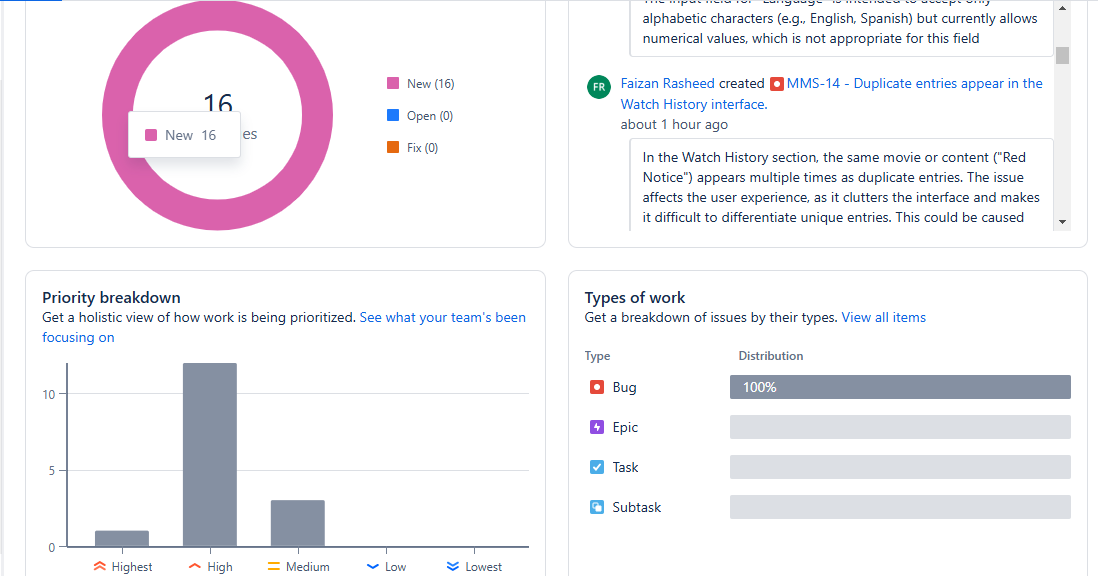 The input field for "Language" is intended to accept only
alphabetic characters (e.g., English, Spanish) but currently allows
numerical values, which is not appropriate for this field
16
es
New 16
New (16)
Open (0)
Fix (0)
FR
Faizan Rasheed created MMS-14 - Duplicate entries appear in the
Watch History interface.
about 1 hour ago
In the Watch History section, the same movie or content ("Red
Notice") appears multiple times as duplicate entries. The issue
affects the user experience, as it clutters the interface and makes
it difficult to differentiate unique entries. This could be caused
Priority breakdown
Get a holistic view of how work is being prioritized. See what your team's been
focusing on
10
5
0
Highest
High
Medium
Low
Lowest
Types of work
Get a breakdown of issues by their types. View all items
Type Distribution
Bug 100%
Epic
Task
Subtask